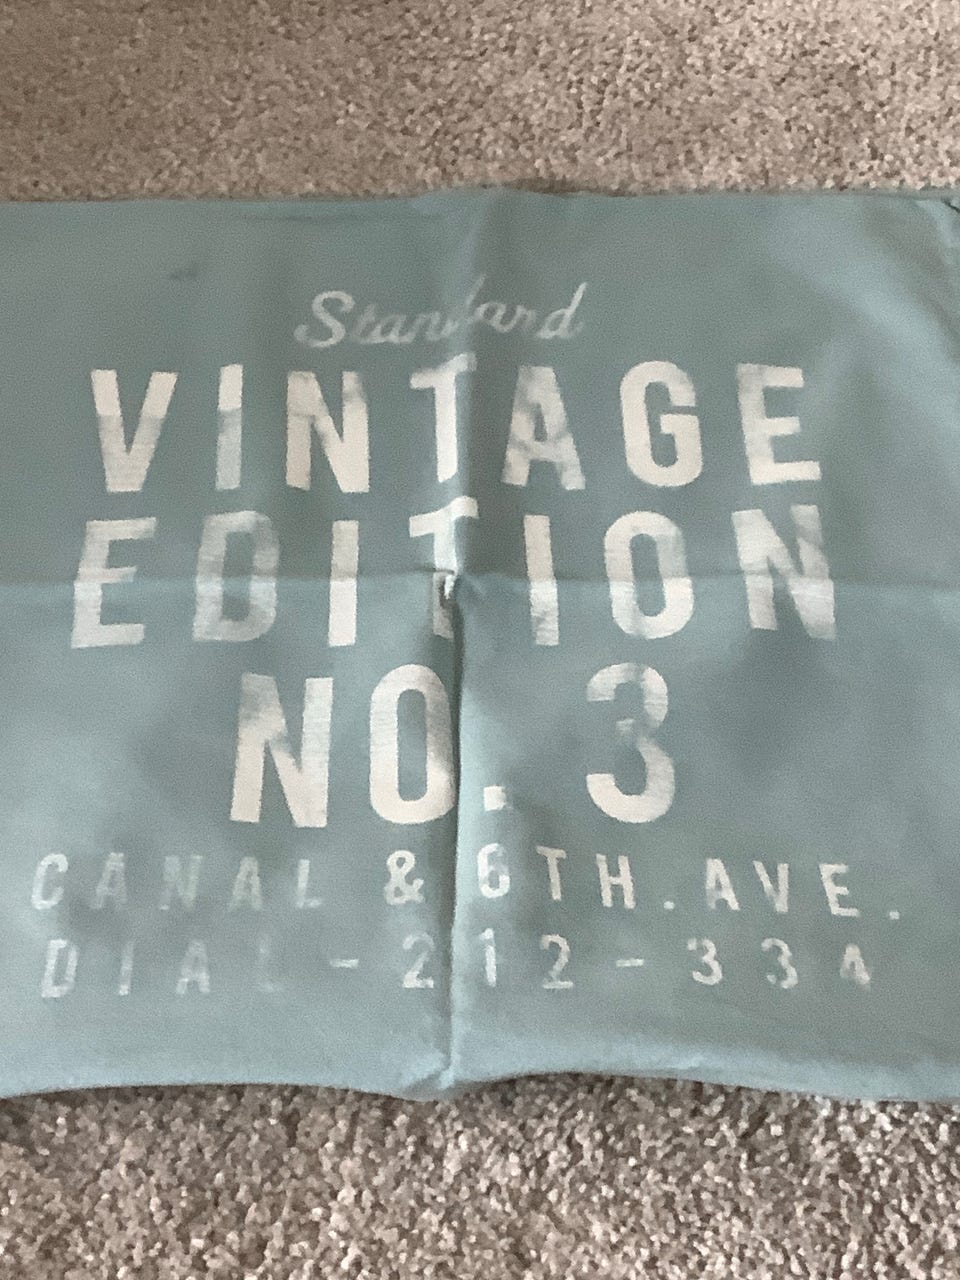 Standard
VINTAGE
EDITION
NO. 3
CANAL & 6TH. AVE.
DIAL - 212 - 334